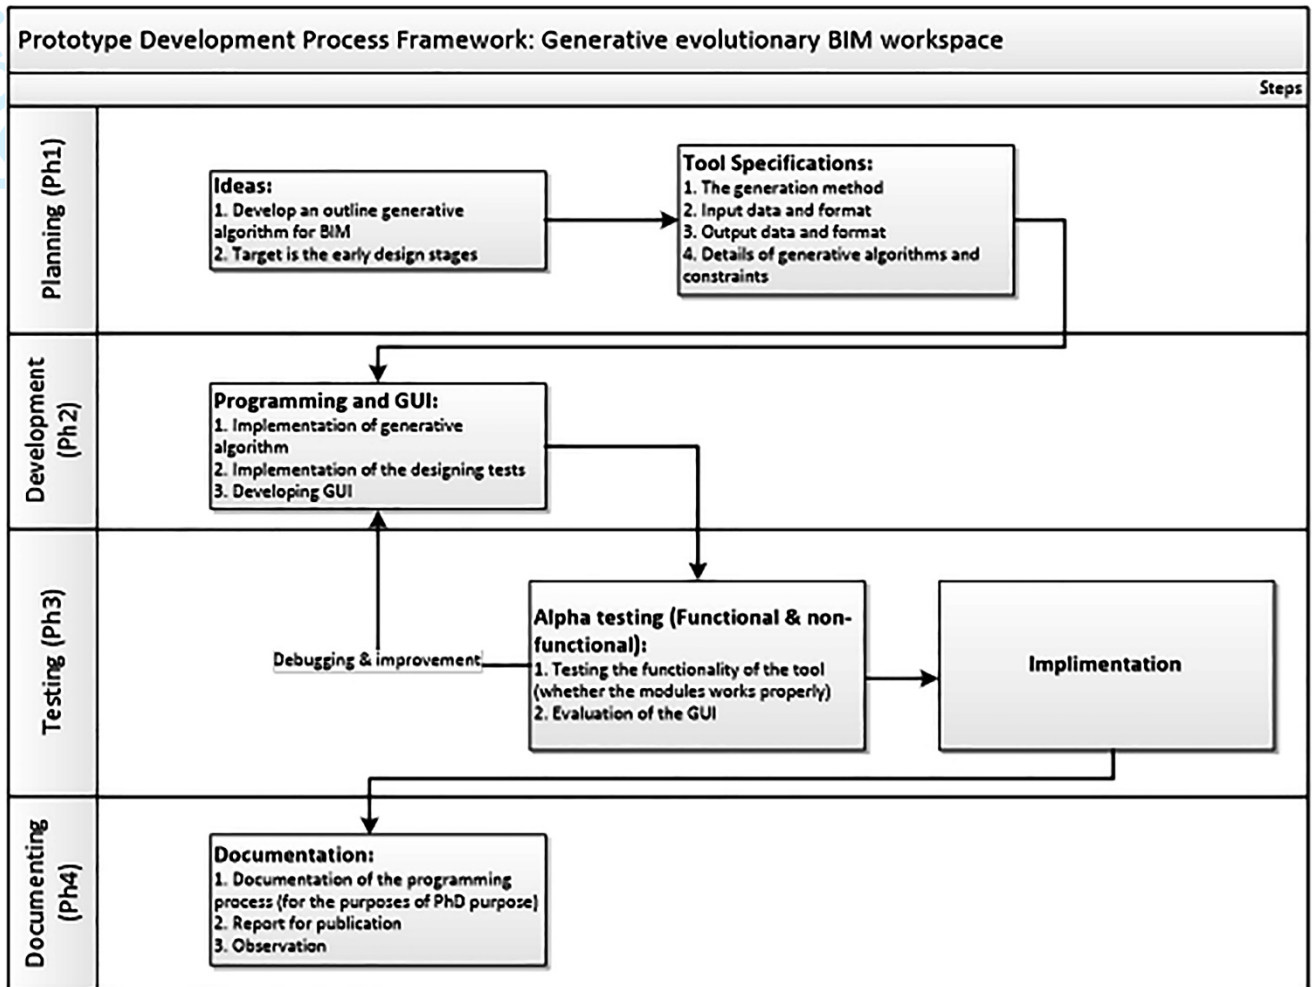 Prototype Development Process Framework: Generative evolutionary BIM workspace
Steps
Planning (Ph1)
Ideas:
1. Develop an outline generative
algorithm for BIM
2. Target is the early design stages
Tool Specifications:
1. The generation method
2. Input data and format
3. Output data and format
4. Details of generative algorithms and
constraints
Development
(Ph2)
Programming and GUI:
1. Implementation of generative
algorithm
2. Implementation of the designing tests
3. Developing GUI
Testing (Ph3)
Debugging & improvement
Alpha testing (Functional & non-
functional):
1. Testing the functionality of the tool
(whether the modules works properly)
2. Evaluation of the GUI
Implimentation
Documenting
(Ph4)
Documentation:
1. Documentation of the programming
process (for the purposes of PhD purpose)
2. Report for publication
3. Observation